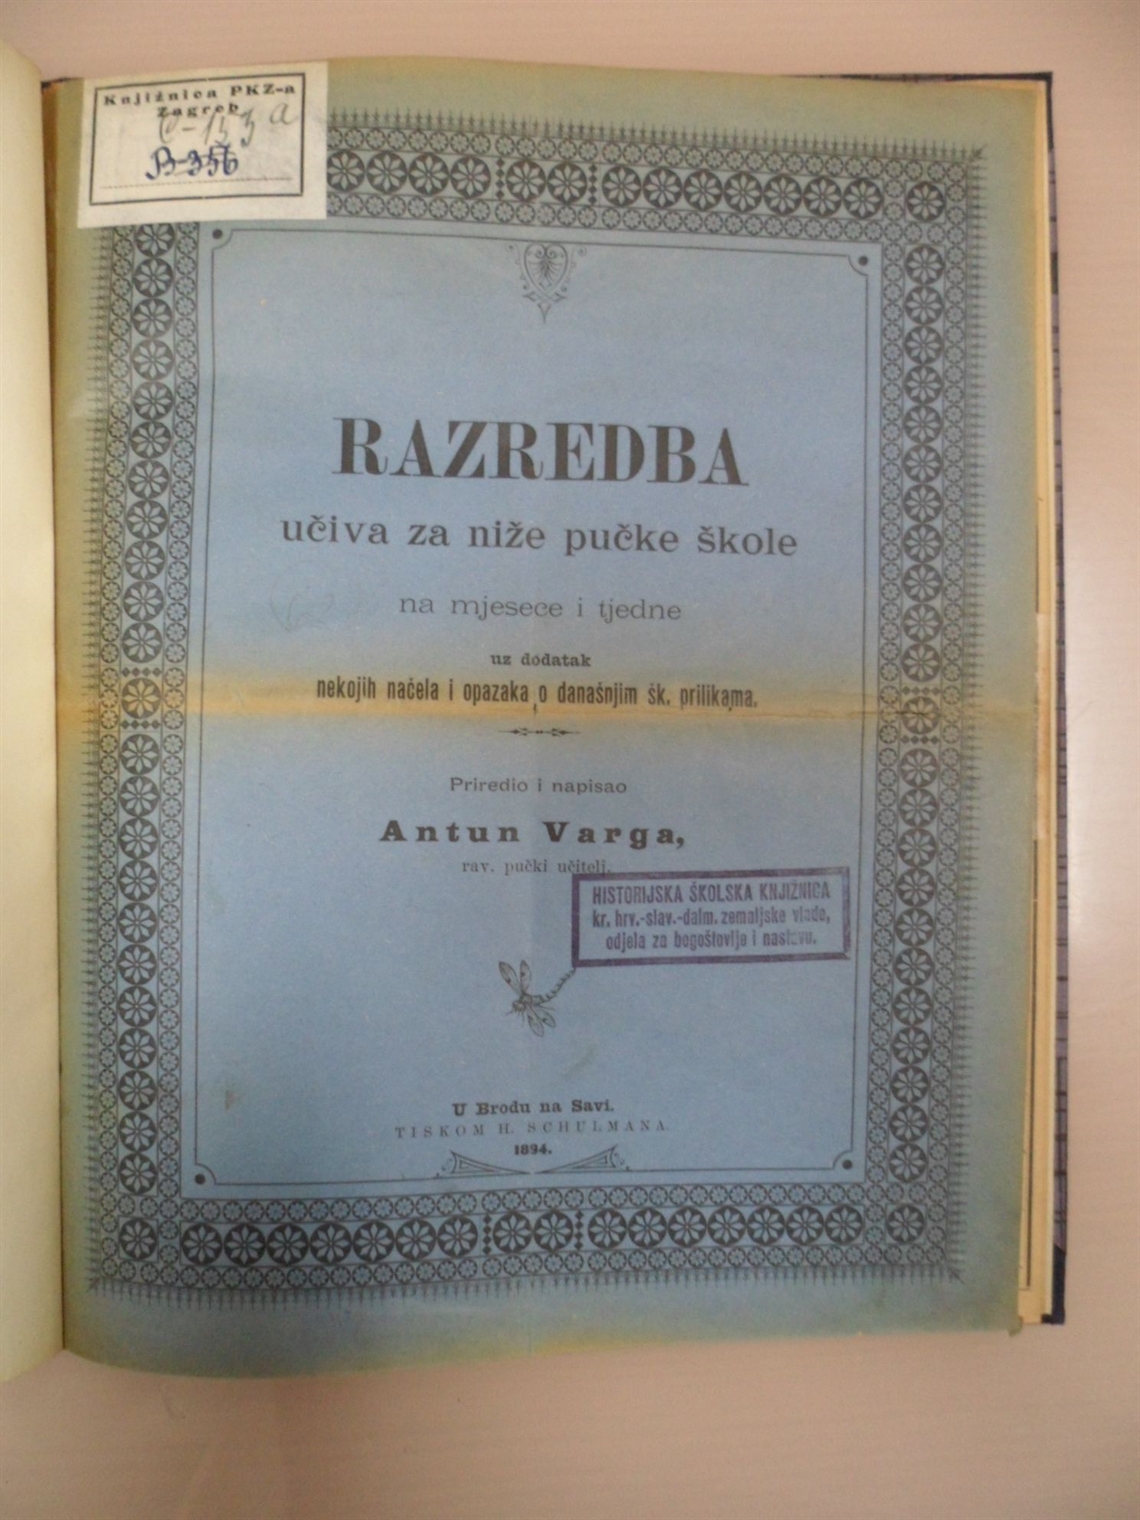 Knjižnica PKZ-a
Zagreb
B-356
RAZREDBA
učiva za niže pučke škole
na mjesece i tjedne
uz dodatak
nekojih načela i opazaka o današnjim šk. prilikama.
Priredio i napisao
Antun Varga,
rav. pučki učitelj.
HISTORIJSKA ŠKOLSKA KNJIŽNICA
kr. hrv.-slav.-dalm. zemaljske vlade,
odjela za bogoštovlje i nastavu.
U Brodu na Savi.
TISKOM H. SCHULMANA
1894.